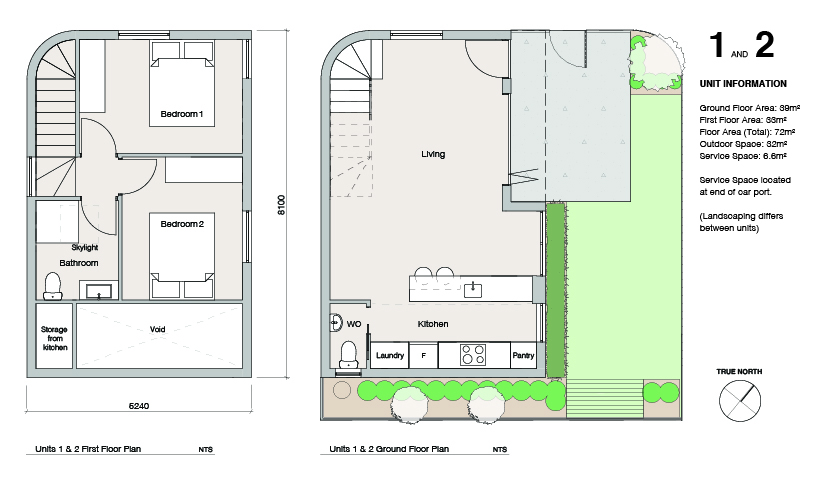 1 AND 2
UNIT INFORMATION
Ground Floor Area: 39m²
First Floor Area: 33m²
Floor Area (Total): 72m²
Outdoor Space: 32m²
Service Space: 6.6m²
Service Space located
at end of car port.
(Landscaping differs
between units)
Bedroom 1
Bedroom 2
Skylight
Bathroom
Storage
from
kitchen
Void
8100
5240
Units 1 & 2 First Floor Plan NTS
Living
WO
Kitchen
Laundry
F
Pantry
Units 1 & 2 Ground Floor Plan NTS
TRUE NORTH